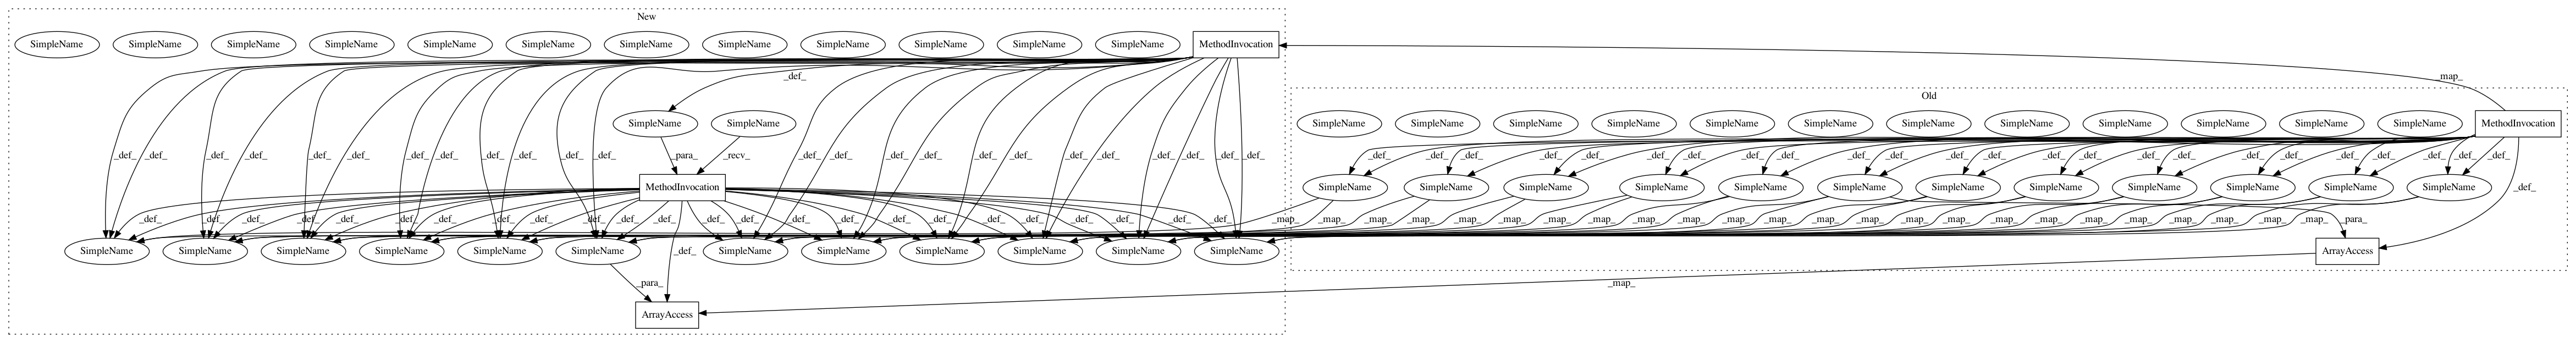 New
SimpleName SimpleName SimpleName SimpleName SimpleName SimpleName SimpleName SimpleName SimpleName SimpleName SimpleName SimpleName MethodInvocation
_def_ _map_
Old
SimpleName SimpleName SimpleName SimpleName SimpleName SimpleName SimpleName SimpleName SimpleName SimpleName SimpleName SimpleName SimpleName SimpleName MethodInvocation
_def_ _def_ _def_ _def_ _def_ _def_ _def_ _def_ _def_ _def_ _def_ _def_ _para_ _recv_ _def_ _def_ _def_ _def_ _def_ _def_ _def_ _def_ _def_ _def_ _def_ _def_ _def_ _def_ _def_ _def_ _def_ _def_ _def_ _def_ _def_ _def_ _def_ _def_ _def_ _def_ _def_ _def_ _def_ _def_ _def_ _def_ _def_ _def_
MethodInvocation SimpleName SimpleName SimpleName SimpleName SimpleName SimpleName SimpleName SimpleName SimpleName SimpleName SimpleName SimpleName _def_
_def_ _def_ _def_ _def_ _def_ _def_ _def_ _def_ _def_ _def_ _def_ _def_ _def_ _def_ _def_ _def_ _def_ _def_ _def_ _def_ _def_ _def_ _def_ _def_ _map_ _map_ _map_ _map_ _map_ _map_ _map_ _map_ _map_ _map_ _map_ _map_ _map_ _map_ _map_ _map_ _map_ _map_ _map_ _map_ _map_ _map_ _para_
SimpleName SimpleName SimpleName SimpleName SimpleName SimpleName _def_ SimpleName SimpleName SimpleName SimpleName SimpleName SimpleName ArrayAccess
_para_ _map_
ArrayAccess